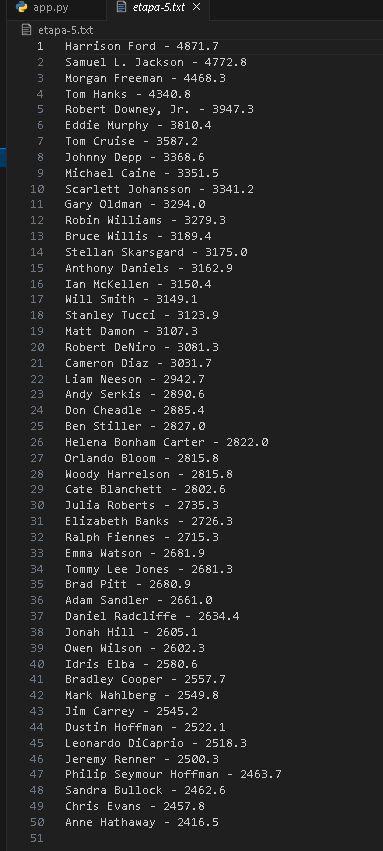 app.py
etapa-5.txt
etapa-5.txt
1 Harrison Ford - 4871.7
2 Samuel L. Jackson - 4772.8
3 Morgan Freeman - 4468.3
4 Tom Hanks - 4340.8
5 Robert Downey, Jr. - 3947.3
6 Eddie Murphy - 3810.4
7 Tom Cruise - 3587.2
8 Johnny Depp - 3368.6
9 Michael Caine - 3351.5
10 Scarlett Johansson - 3341.2
11 Gary Oldman - 3294.0
12 Robin Williams - 3279.3
13 Bruce Willis - 3189.4
14 Stellan Skarsgard - 3175.0
15 Anthony Daniels - 3162.9
16 Ian McKellen - 3150.4
17 Will Smith - 3149.1
18 Stanley Tucci - 3123.9
19 Matt Damon - 3107.3
20 Robert DeNiro - 3081.3
21 Cameron Diaz - 3031.7
22 Liam Neeson - 2942.7
23 Andy Serkis - 2890.6
24 Don Cheadle - 2885.4
25 Ben Stiller - 2827.0
26 Helena Bonham Carter - 2822.0
27 Orlando Bloom - 2815.8
28 Woody Harrelson - 2815.8
29 Cate Blanchett - 2802.6
30 Julia Roberts - 2735.3
31 Elizabeth Banks - 2726.3
32 Ralph Fiennes - 2715.3
33 Emma Watson - 2681.9
34 Tommy Lee Jones - 2681.3
35 Brad Pitt - 2680.9
36 Adam Sandler - 2661.0
37 Daniel Radcliffe - 2634.4
38 Jonah Hill - 2605.1
39 Owen Wilson - 2602.3
40 Idris Elba - 2580.6
41 Bradley Cooper - 2557.7
42 Mark Wahlberg - 2549.8
43 Jim Carrey - 2545.2
44 Dustin Hoffman - 2522.1
45 Leonardo DiCaprio - 2518.3
46 Jeremy Renner - 2500.3
47 Philip Seymour Hoffman - 2463.7
48 Sandra Bullock - 2462.6
49 Chris Evans - 2457.8
50 Anne Hathaway - 2416.5
51